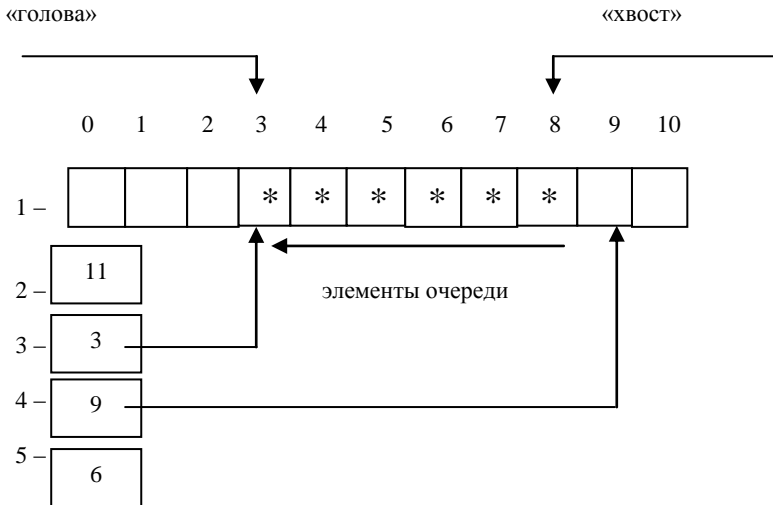 «голова» «хвост»
0 1 2 3 4 5 6 7 8 9 10
1 – * * * * * *
2 – 11
элементы очереди
3 – 3
4 – 9
5 – 6